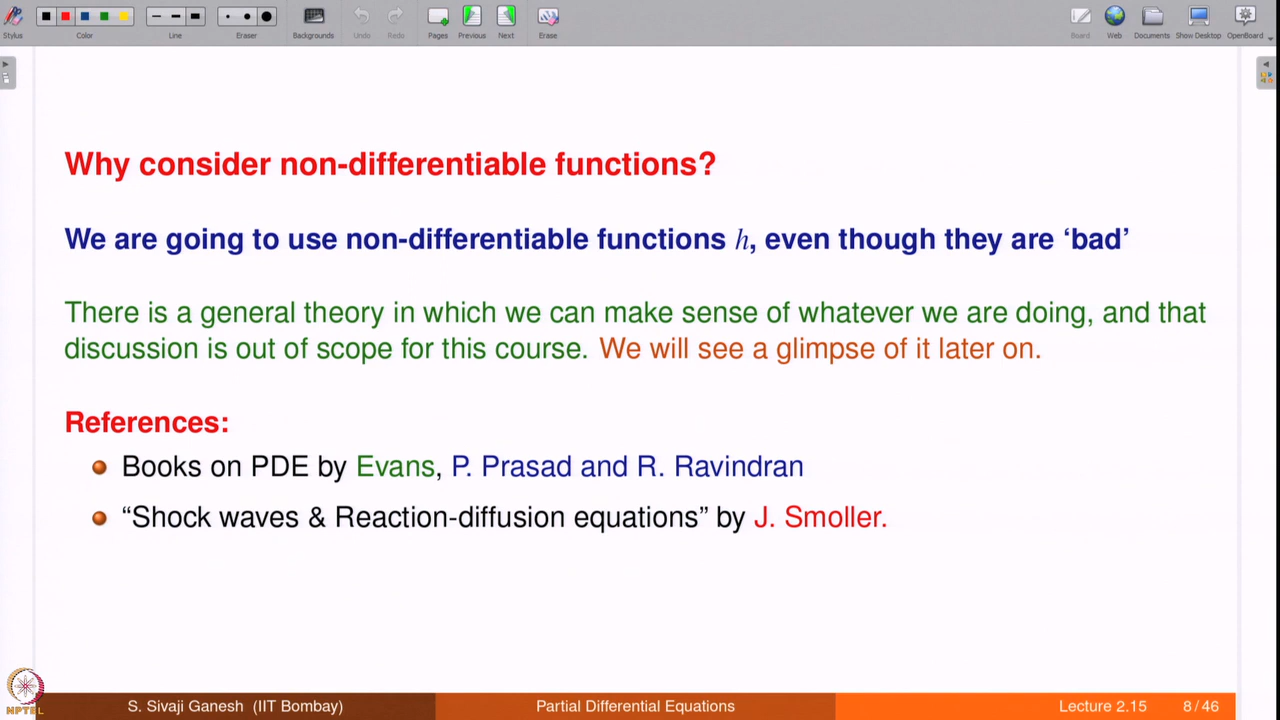 Stylus Color Line Eraser Backgrounds Undo Redo Pages Previous Next Erase Board Web Documents Show Desktop OpenBoard
Why consider non-differentiable functions?
We are going to use non-differentiable functions h, even though they are ‘bad’
There is a general theory in which we can make sense of whatever we are doing, and that
discussion is out of scope for this course. We will see a glimpse of it later on.
References:
Books on PDE by Evans, P. Prasad and R. Ravindran
“Shock waves & Reaction-diffusion equations” by J. Smoller.
NPTEL
S. Sivaji Ganesh (IIT Bombay) Partial Differential Equations Lecture 2.15 8 / 46